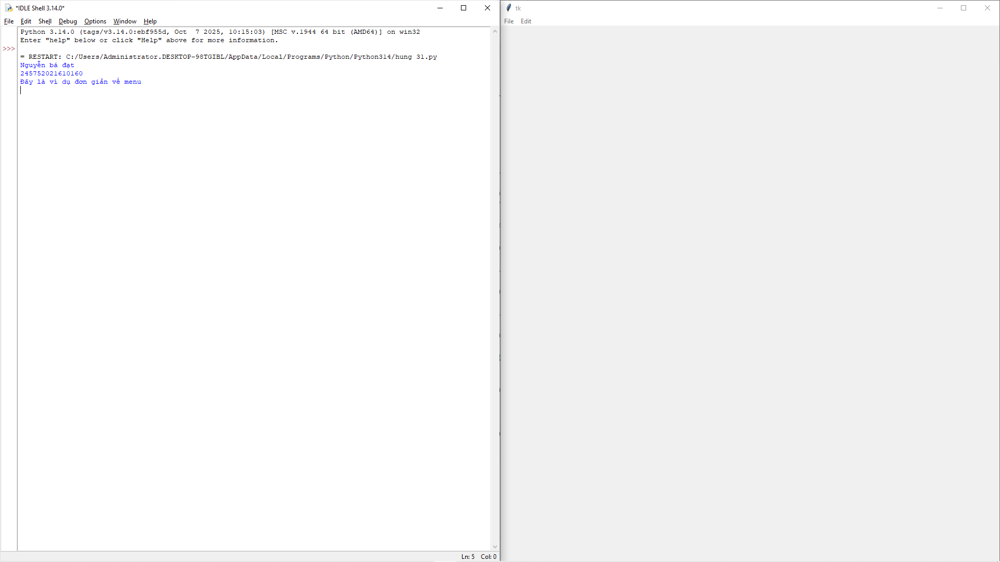 *IDLE Shell 3.14.0*
File Edit Shell Debug Options Window Help
Python 3.14.0 (tags/v3.14.0:ebf955d, Oct  7 2025, 10:15:03) [MSC v.1944 64 bit (AMD64)] on win32
Enter "help" below or click "Help" above for more information.
>>>
= RESTART: C:/Users/Administrator.DESKTOP-98TGIBL/AppData/Local/Programs/Python/Python314/hung 31.py
Nguyễn bá đạt
245752021610160
Đây là ví dụ đơn giản về menu
Ln: 5 Col: 0
tk
File Edit